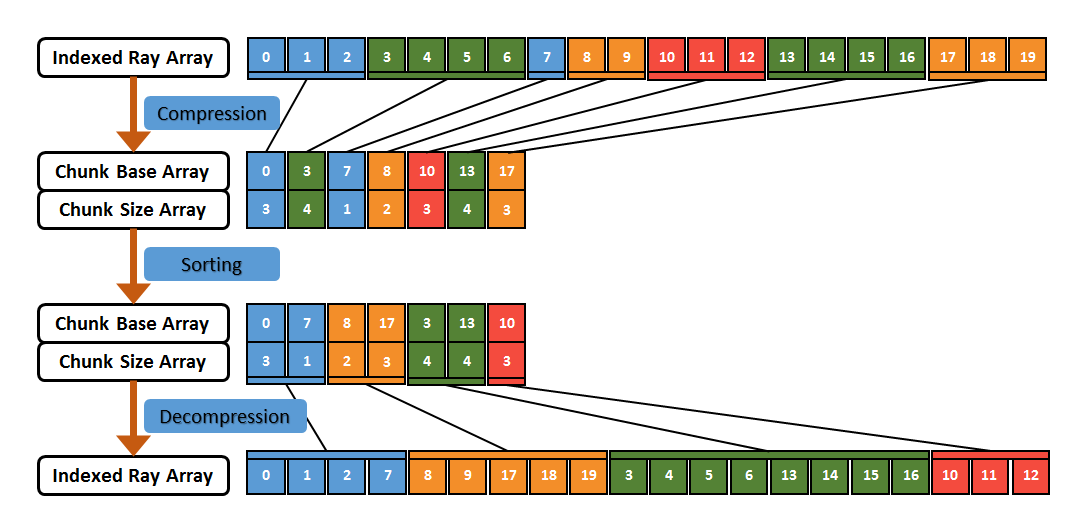 Indexed Ray Array 0 1 2 3 4 5 6 7 8 9 10 11 12 13 14 15 16 17 18 19
Compression
Chunk Base Array 0 3 7 8 10 13 17
Chunk Size Array 3 4 1 2 3 4 3
Sorting
Chunk Base Array 0 7 8 17 3 13 10
Chunk Size Array 3 1 2 3 4 4 3
Decompression
Indexed Ray Array 0 1 2 7 8 9 17 18 19 3 4 5 6 13 14 15 16 10 11 12